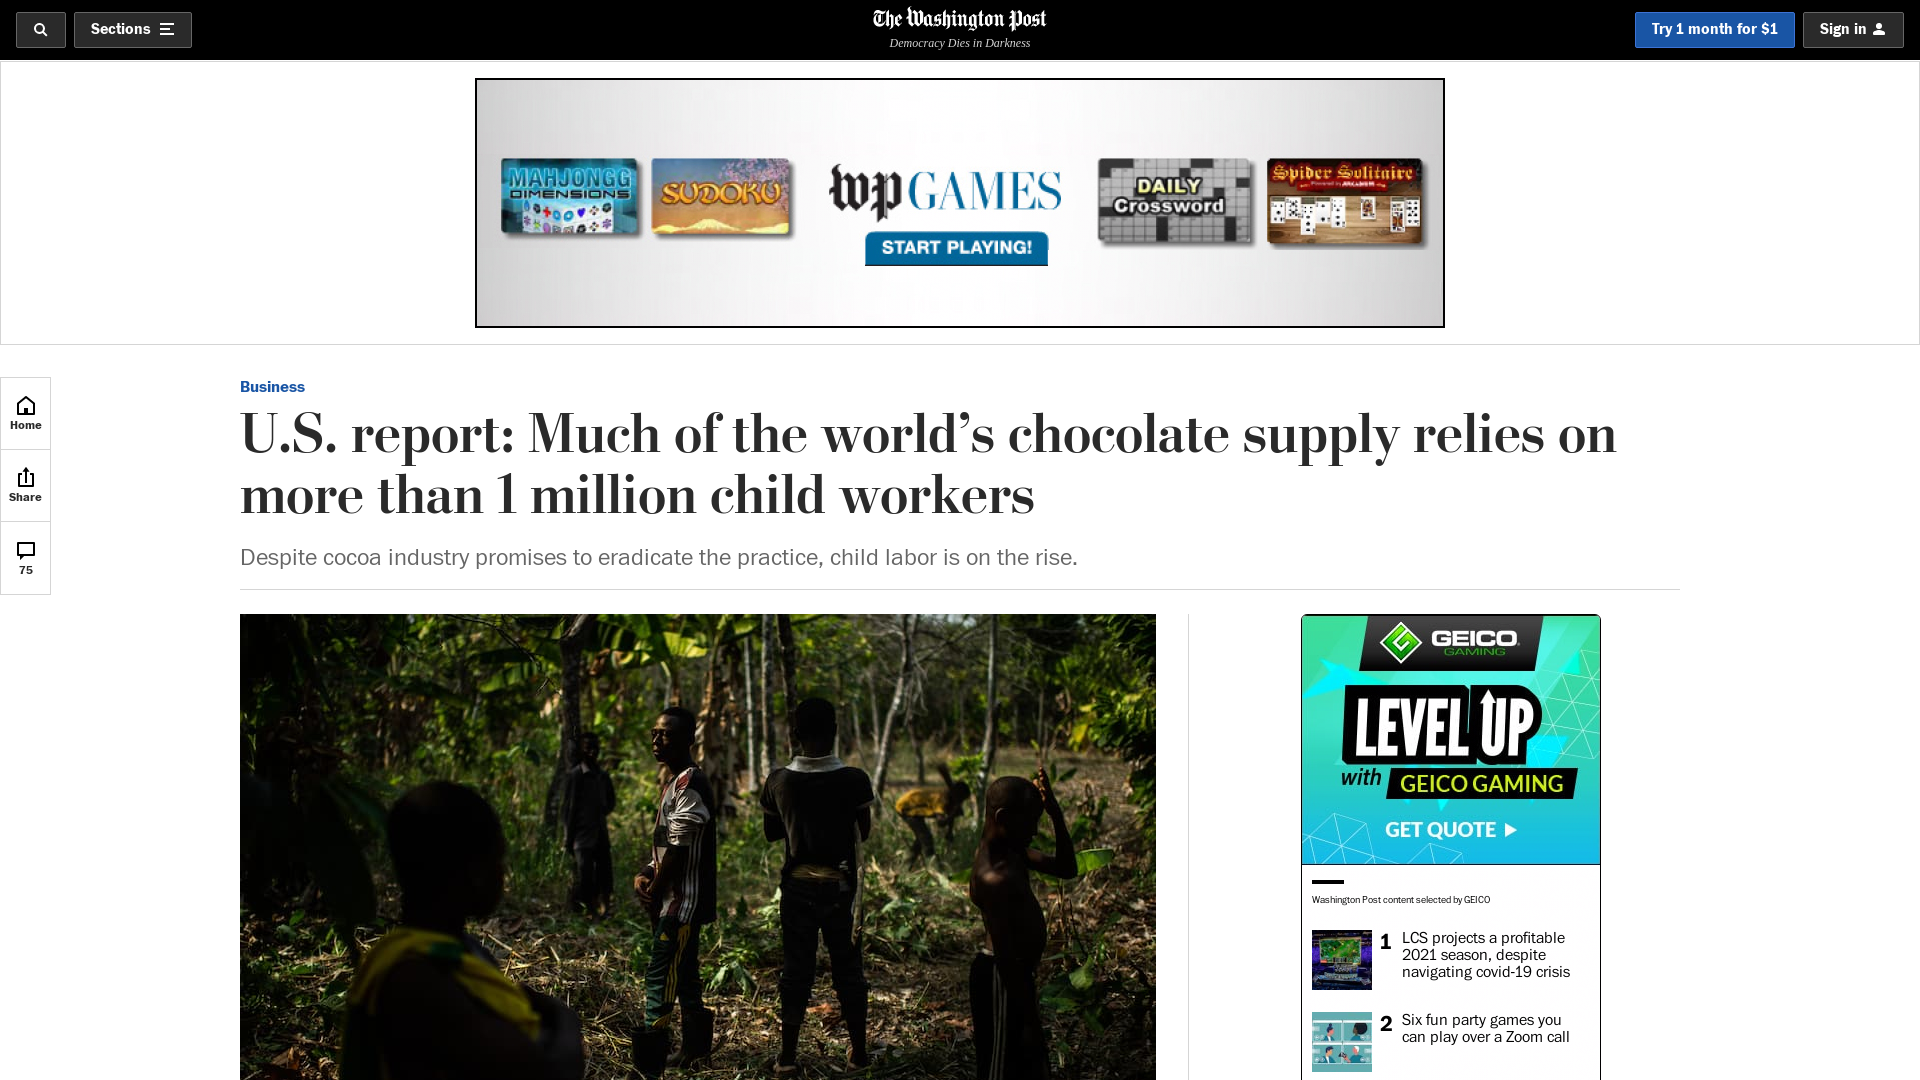 Sections
The Washington Post
Democracy Dies in Darkness
Try 1 month for $1
Sign in
MAHJONGG
DIMENSIONS
SUDOKU
wp GAMES
START PLAYING!
DAILY
Crossword
Spider Solitaire
Home
Share
75
Business
U.S. report: Much of the world’s chocolate supply relies on
more than 1 million child workers
Despite cocoa industry promises to eradicate the practice, child labor is on the rise.
GEICO
GAMING
LEVEL UP
with GEICO GAMING
GET QUOTE
Washington Post content selected by GEICO
1 LCS projects a profitable
2021 season, despite
navigating covid-19 crisis
2 Six fun party games you
can play over a Zoom call